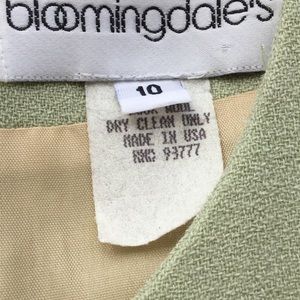 bloomingdale's
10
WOOL
DRY CLEAN ONLY
MADE IN USA
RN# 93777